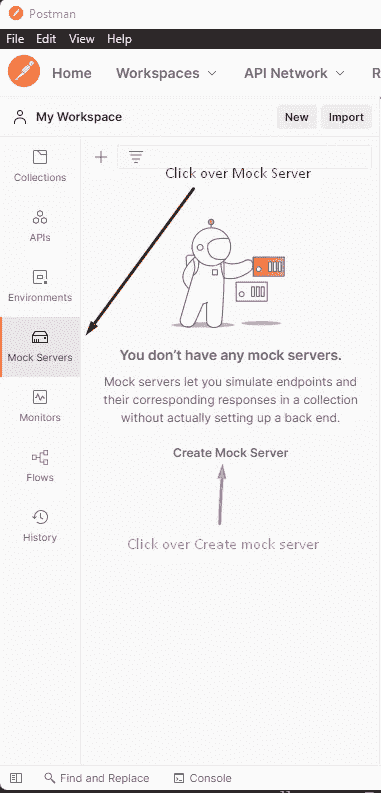 Postman
File Edit View Help
Home Workspaces API Network R
My Workspace New Import
Collections
Click over Mock Server
APIs
Environments
Mock Servers
You don't have any mock servers.
Mock servers let you simulate endpoints and
their corresponding responses in a collection
without actually setting up a back end.
Monitors
Create Mock Server
Flows
History
Click over Create mock server
Find and Replace Console